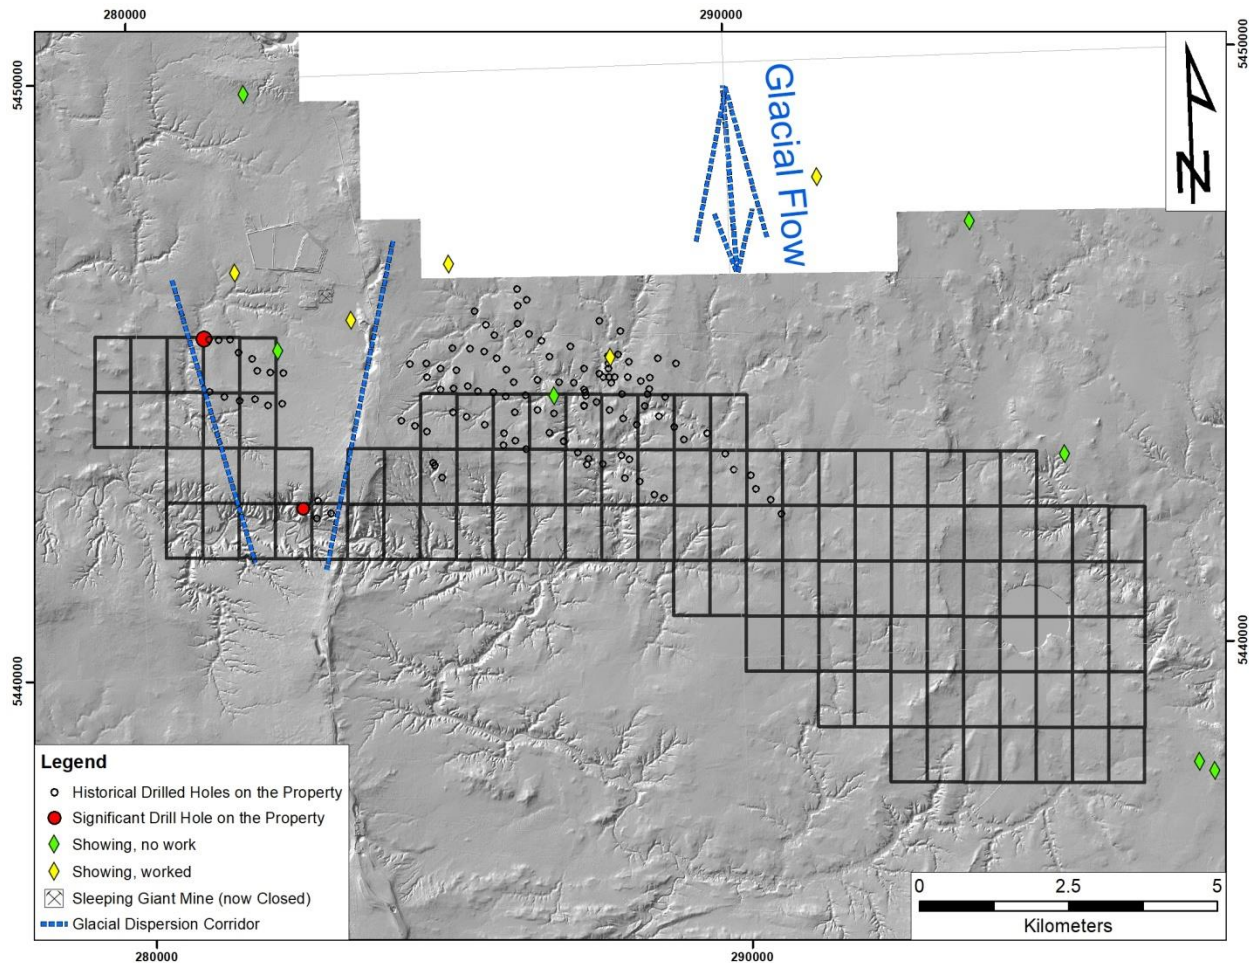 280000
290000
5450000
5450000
Glacial Flow
N
5440000
5440000
Legend
Historical Drilled Holes on the Property
Significant Drill Hole on the Property
Showing, no work
Showing, worked
Sleeping Giant Mine (now Closed)
Glacial Dispersion Corridor
0 2.5 5
Kilometers
280000
290000